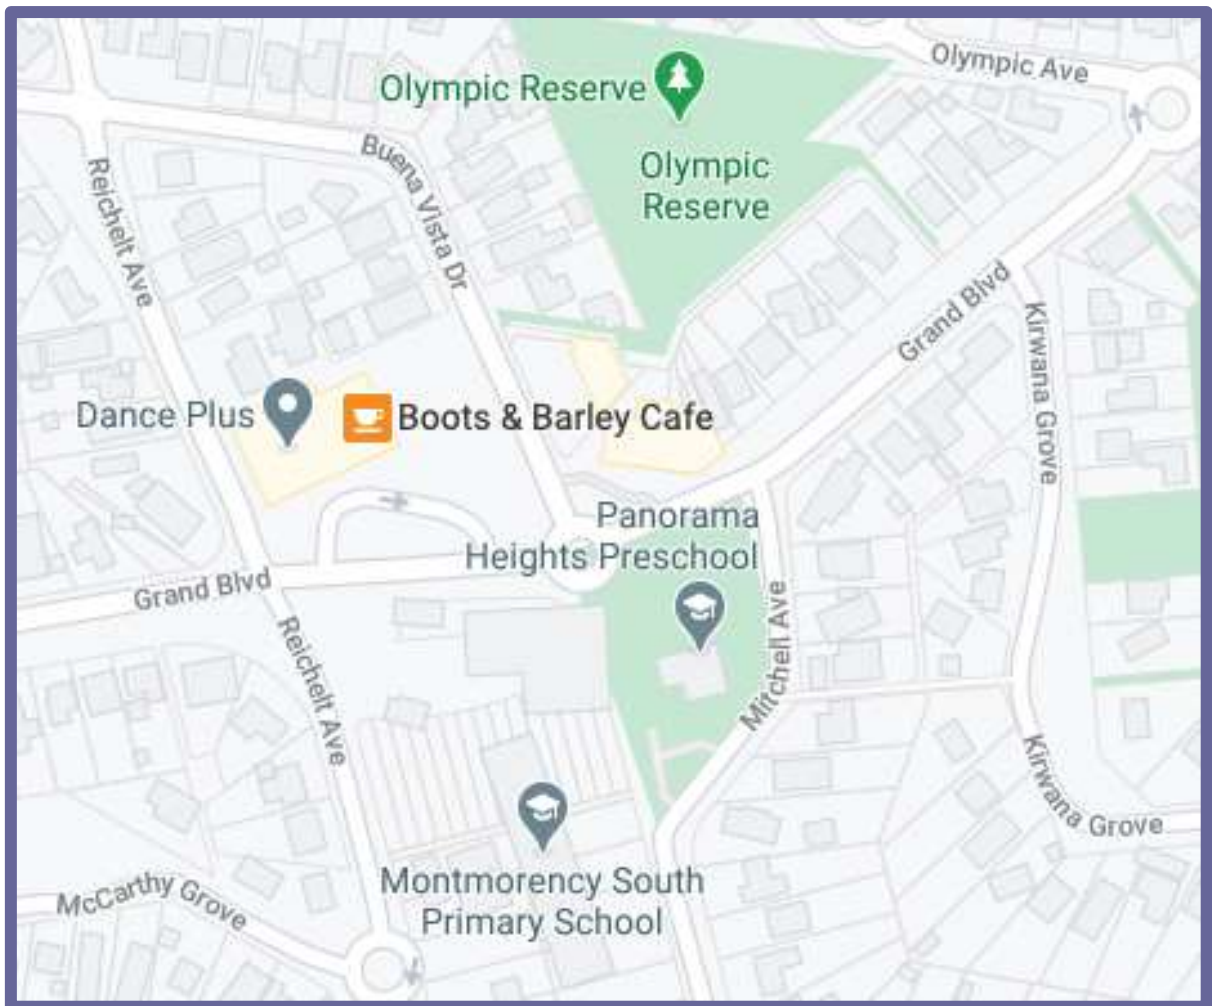 Olympic Ave
Olympic Reserve
Olympic
Reserve
Buena Vista Dr
Reichelt Ave
Grand Blvd
Kirwana Grove
Dance Plus
Boots & Barley Cafe
Panorama
Heights Preschool
Grand Blvd
Mitchell Ave
Reichelt Ave
Kirwana Grove
Montmorency South
Primary School
McCarthy Grove